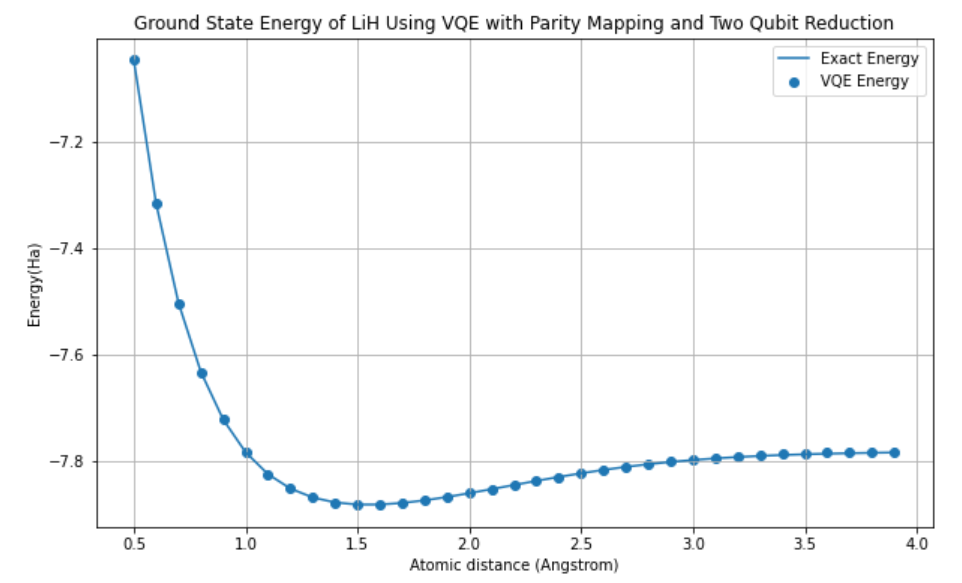 Ground State Energy of LiH Using VQE with Parity Mapping and Two Qubit Reduction
Exact Energy
VQE Energy
−7.2
−7.4
−7.6
−7.8
Energy(Ha)
0.5 1.0 1.5 2.0 2.5 3.0 3.5 4.0
Atomic distance (Angstrom)